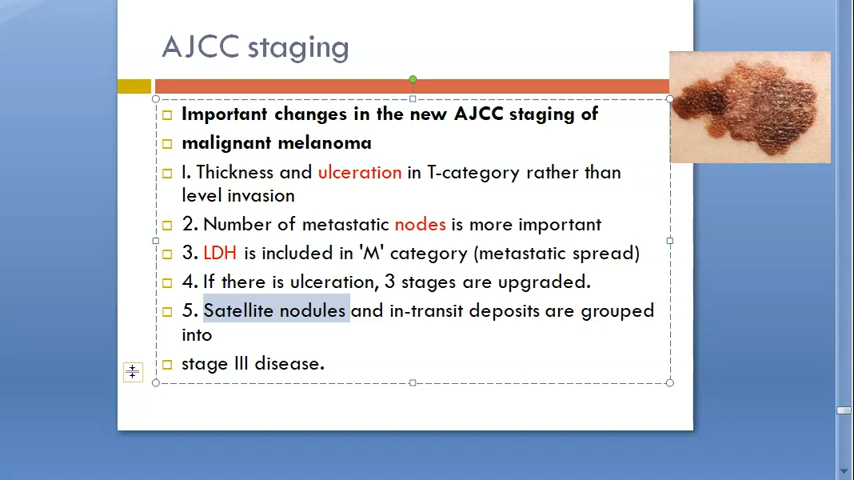 AJCC staging
Important changes in the new AJCC staging of
malignant melanoma
1. Thickness and ulceration in T-category rather than
level invasion
2. Number of metastatic nodes is more important
3. LDH is included in 'M' category (metastatic spread)
4. If there is ulceration, 3 stages are upgraded.
5. Satellite nodules and in-transit deposits are grouped
into
stage III disease.